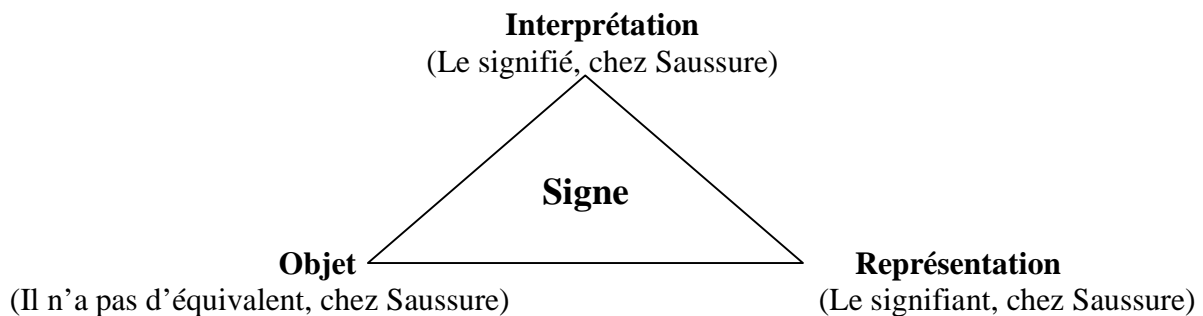 Interprétation
(Le signifié, chez Saussure)
Signe
Objet
Représentation
(Il n'a pas d'équivalent, chez Saussure)
(Le signifiant, chez Saussure)